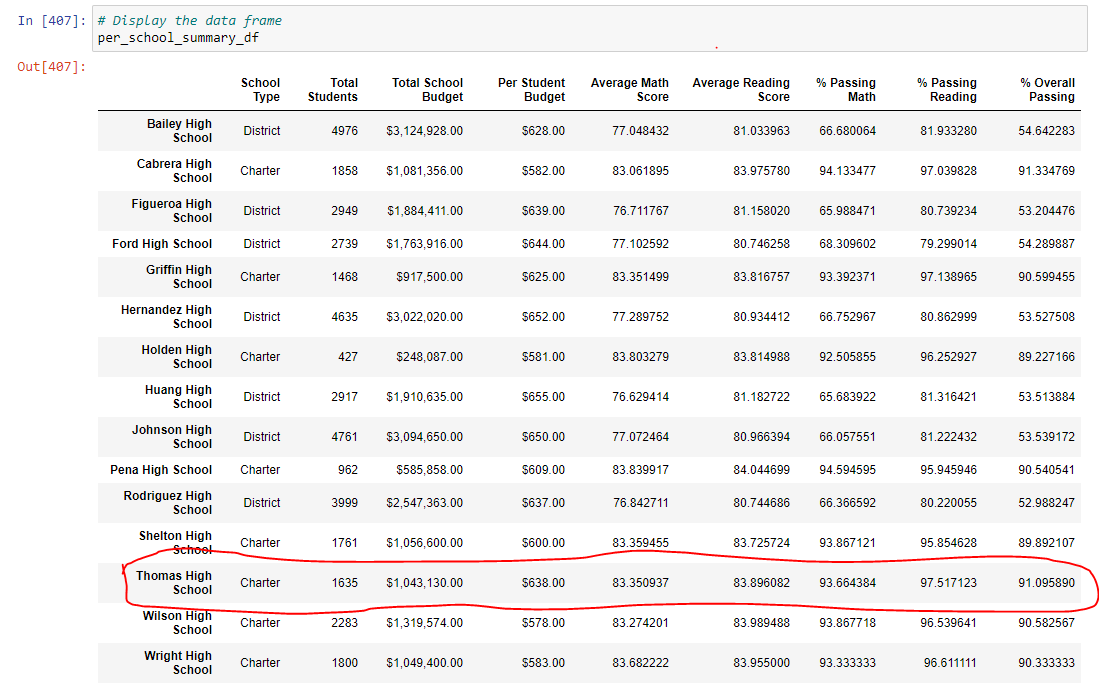 In [407]: # Display the data frame
per_school_summary_df
Out[407]:
School Type Total Students Total School Budget Per Student Budget Average Math Score Average Reading Score % Passing Math % Passing Reading % Overall Passing
Bailey High School District 4976 $3,124,928.00 $628.00 77.048432 81.033963 66.680064 81.933280 54.642283
Cabrera High School Charter 1858 $1,081,356.00 $582.00 83.061895 83.975780 94.133477 97.039828 91.334769
Figueroa High School District 2949 $1,884,411.00 $639.00 76.711767 81.158020 65.988471 80.739234 53.204476
Ford High School District 2739 $1,763,916.00 $644.00 77.102592 80.746258 68.309602 79.299014 54.289887
Griffin High School Charter 1468 $917,500.00 $625.00 83.351499 83.816757 93.392371 97.138965 90.599455
Hernandez High School District 4635 $3,022,020.00 $652.00 77.289752 80.934412 66.752967 80.862999 53.527508
Holden High School Charter 427 $248,087.00 $581.00 83.803279 83.814988 92.505855 96.252927 89.227166
Huang High School District 2917 $1,910,635.00 $655.00 76.629414 81.182722 65.683922 81.316421 53.513884
Johnson High School District 4761 $3,094,650.00 $650.00 77.072464 80.966394 66.057551 81.222432 53.539172
Pena High School Charter 962 $585,858.00 $609.00 83.839917 84.044699 94.594595 95.945946 90.540541
Rodriguez High School District 3999 $2,547,363.00 $637.00 76.842711 80.744686 66.366592 80.220055 52.988247
Shelton High School Charter 1761 $1,056,600.00 $600.00 83.359455 83.725724 93.867121 95.854628 89.892107
Thomas High School Charter 1635 $1,043,130.00 $638.00 83.350937 83.896082 93.664384 97.517123 91.095890
Wilson High School Charter 2283 $1,319,574.00 $578.00 83.274201 83.989488 93.867718 96.539641 90.582567
Wright High School Charter 1800 $1,049,400.00 $583.00 83.682222 83.955000 93.333333 96.611111 90.333333